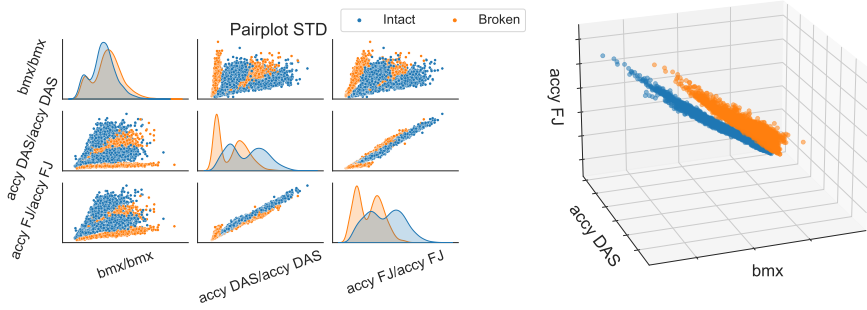 Intact
Broken
Pairplot STD
bmx/bmx
accy DAS/accy DAS
accy FJ/accy FJ
bmx/bmx
accy DAS/accy DAS
accy FJ/accy FJ
accy FJ
accy DAS
bmx